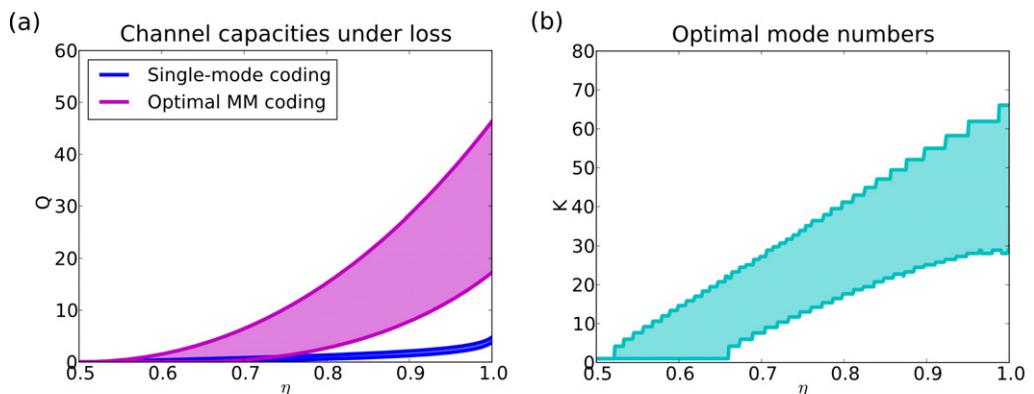 (a)
Channel capacities under loss
60
50
40
30
20
10
0
Q
Single-mode coding
Optimal MM coding
0.5
0.6
0.7
0.8
0.9
1.0
η
(b)
Optimal mode numbers
80
70
60
50
40
30
20
10
0
K
0.5
0.6
0.7
0.8
0.9
1.0
η